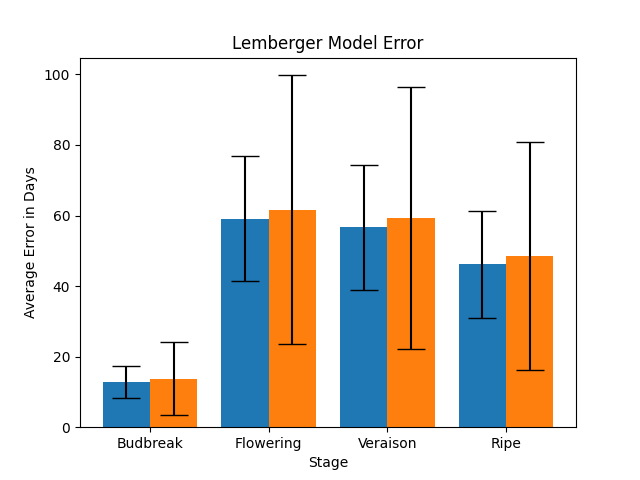 Lemberger Model Error
Average Error in Days
100
80
60
40
20
0
Budbreak Flowering Veraison Ripe
Stage